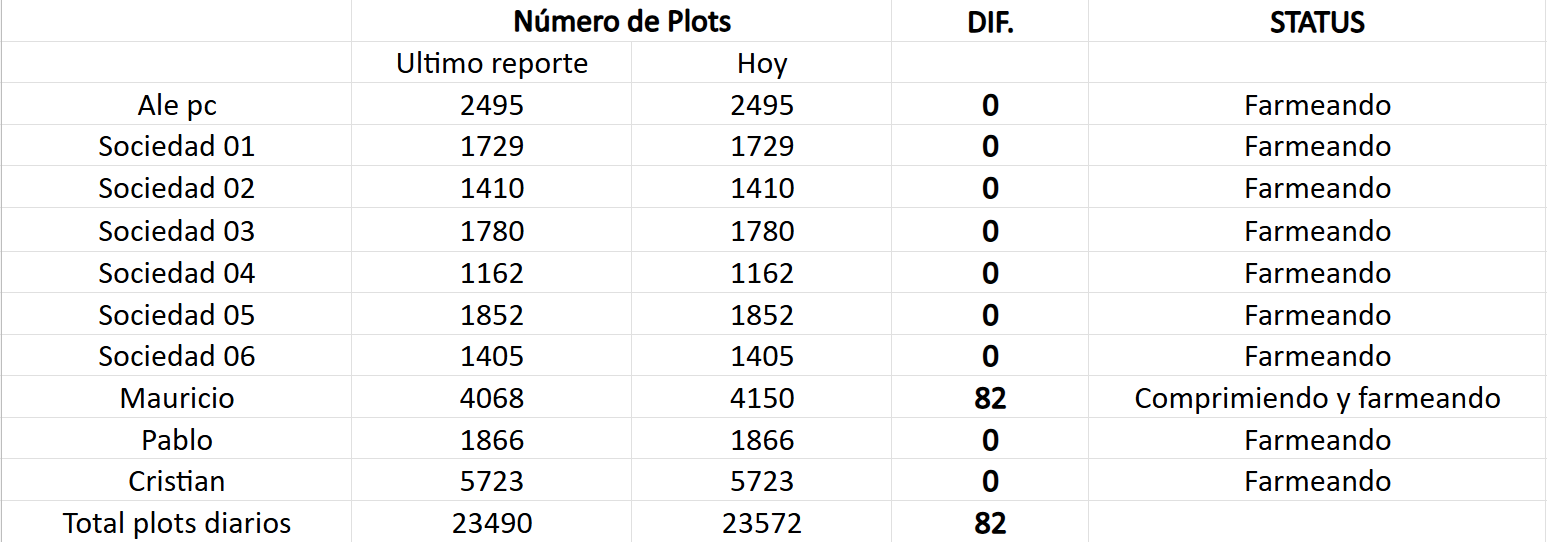 Número de Plots DIF. STATUS
Ultimo reporte Hoy
Ale pc 2495 2495 0 Farmeando
Sociedad 01 1729 1729 0 Farmeando
Sociedad 02 1410 1410 0 Farmeando
Sociedad 03 1780 1780 0 Farmeando
Sociedad 04 1162 1162 0 Farmeando
Sociedad 05 1852 1852 0 Farmeando
Sociedad 06 1405 1405 0 Farmeando
Mauricio 4068 4150 82 Comprimiendo y farmeando
Pablo 1866 1866 0 Farmeando
Cristian 5723 5723 0 Farmeando
Total plots diarios 23490 23572 82